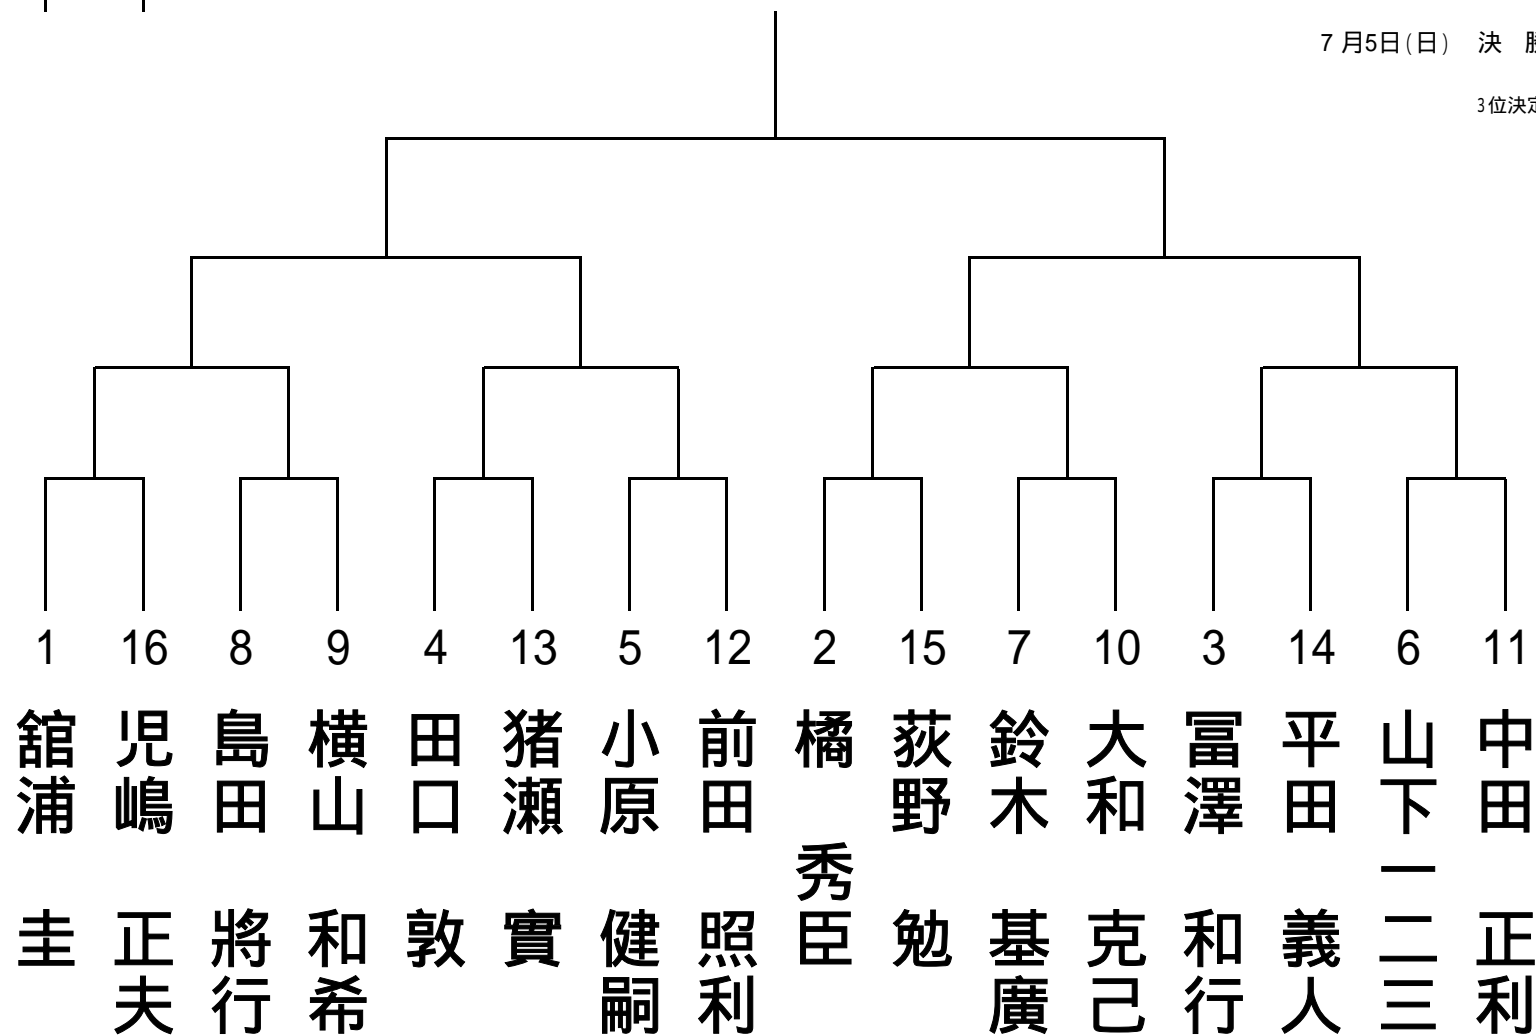 7 月5日(日) 決 勝
3位決定
1 16 8 9 4 13 5 12 2 15 7 10 3 14 6 11
舘浦 圭
児嶋 正夫
島田 將行
横山 和希
田口 敦
猪瀬 實
小原 健嗣
前田 照利
橘 秀臣
荻野 勉
鈴木 基廣
大和 克己
冨澤 和行
平田 義人
山下一二三
中田 正利